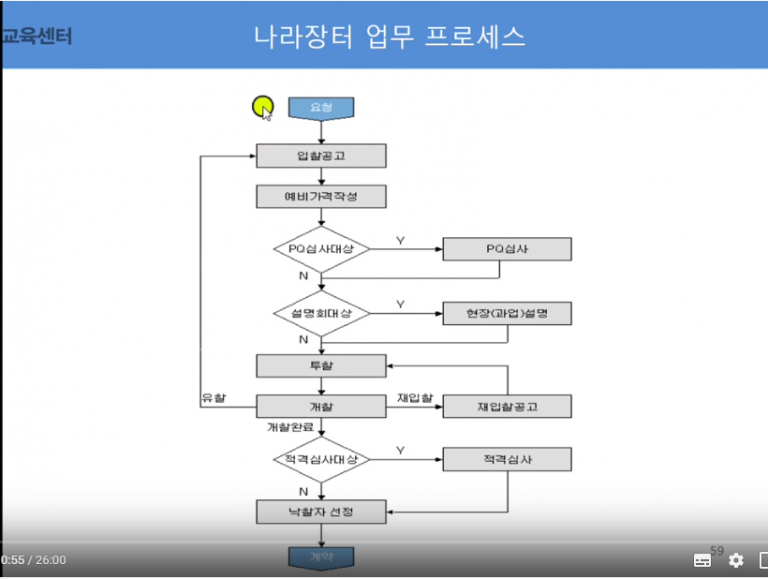 교육센터
나라장터 업무 프로세스
요청
입찰공고
예비가격작성
PQ심사대상
Y
PQ심사
N
설명회대상
Y
현장(과업)설명
N
투찰
유찰
개찰
재입찰
재입찰공고
개찰완료
적격심사대상
Y
적격심사
N
낙찰자 선정
계약
59
0:55 / 26:00